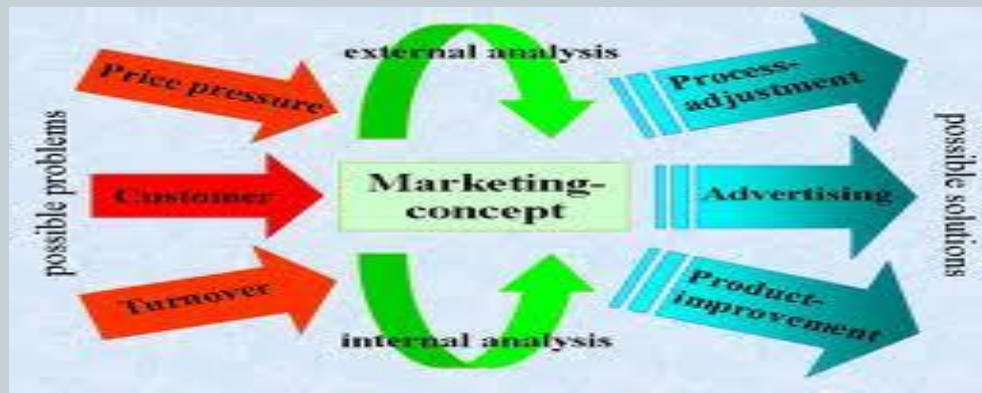 possible problems
Price pressure
Customer
Turnover
external analysis
Marketing-
concept
internal analysis
Process-
adjustment
Advertising
Product-
improvement
possible solutions